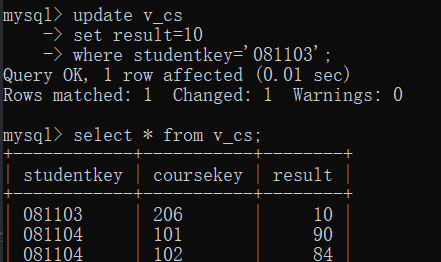 mysql> update v_cs
    -> set result=10
    -> where studentkey='081103';
Query OK, 1 row affected (0.01 sec)
Rows matched: 1  Changed: 1  Warnings: 0
mysql> select * from v_cs;
+------------+-----------+--------+
| studentkey | coursekey | result |
+------------+-----------+--------+
| 081103     | 206       |     10 |
| 081104     | 101       |     90 |
| 081104     | 102       |     84 |